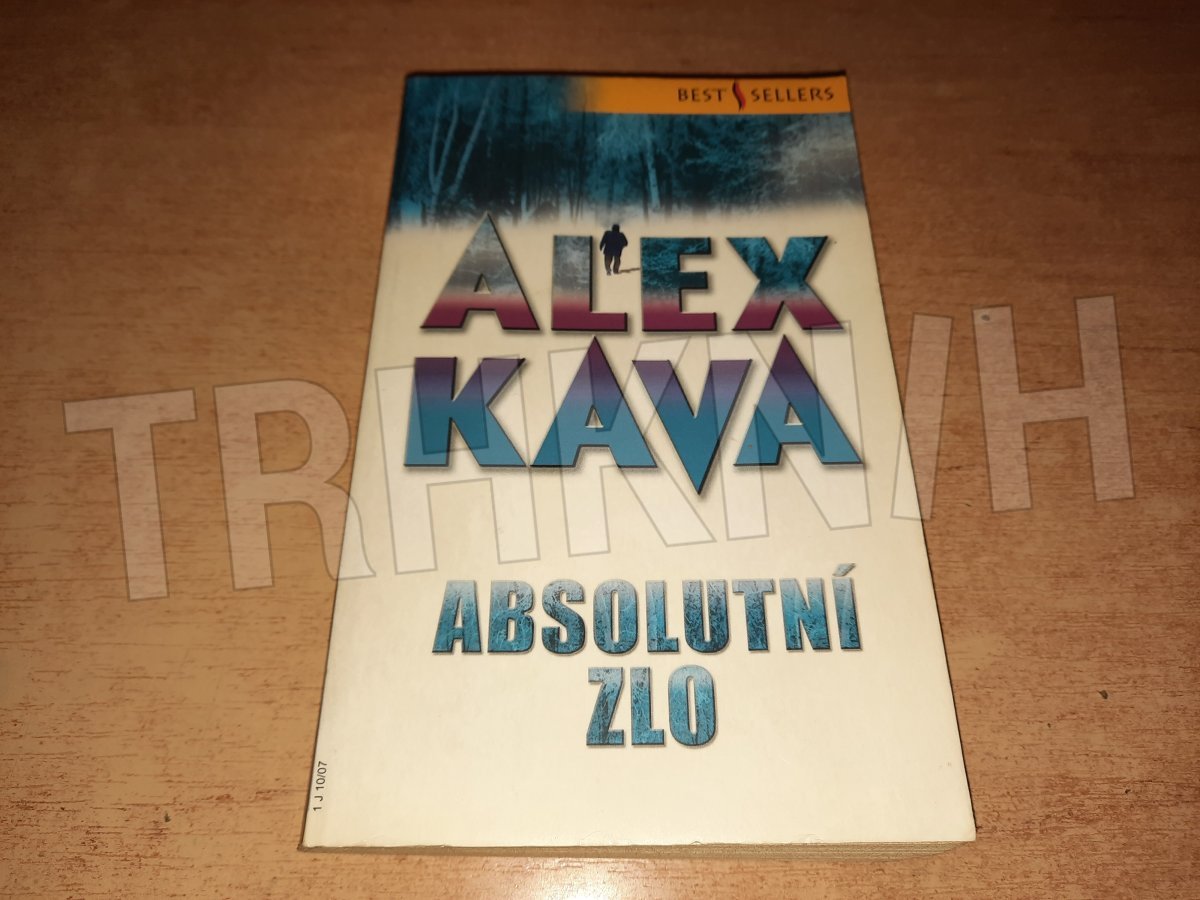 BEST SELLERS
ALEX
KAVA
TRHKNIH
ABSOLUTNÍ
ZLO
1 J 10/07